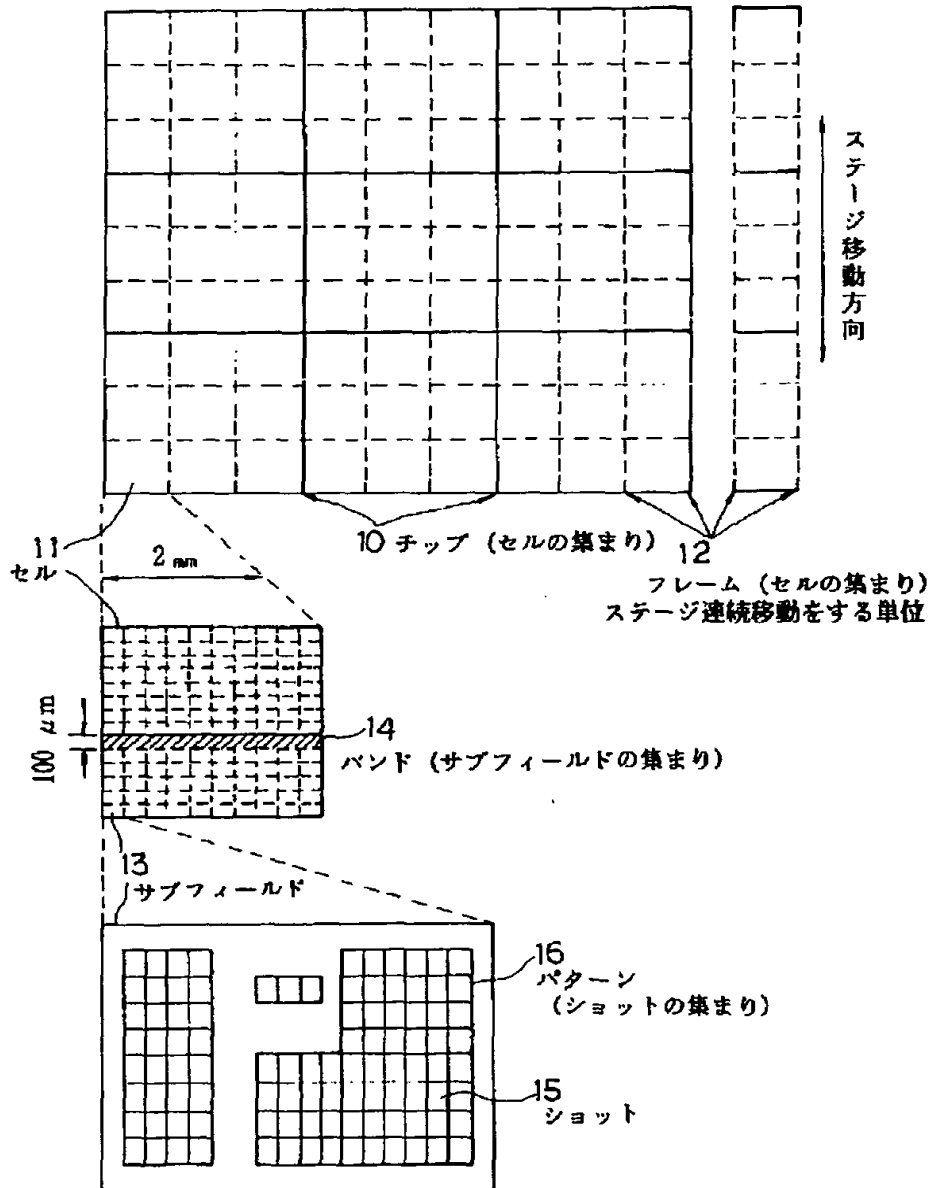 ステージ移動方向
10 チップ (セルの集まり)
11
セル
12
フレーム (セルの集まり)
ステージ連続移動をする単位
2 mm
100 μm
14
バンド (サブフィールドの集まり)
13
サブフィールド
16
パターン
(ショットの集まり)
15
ショット